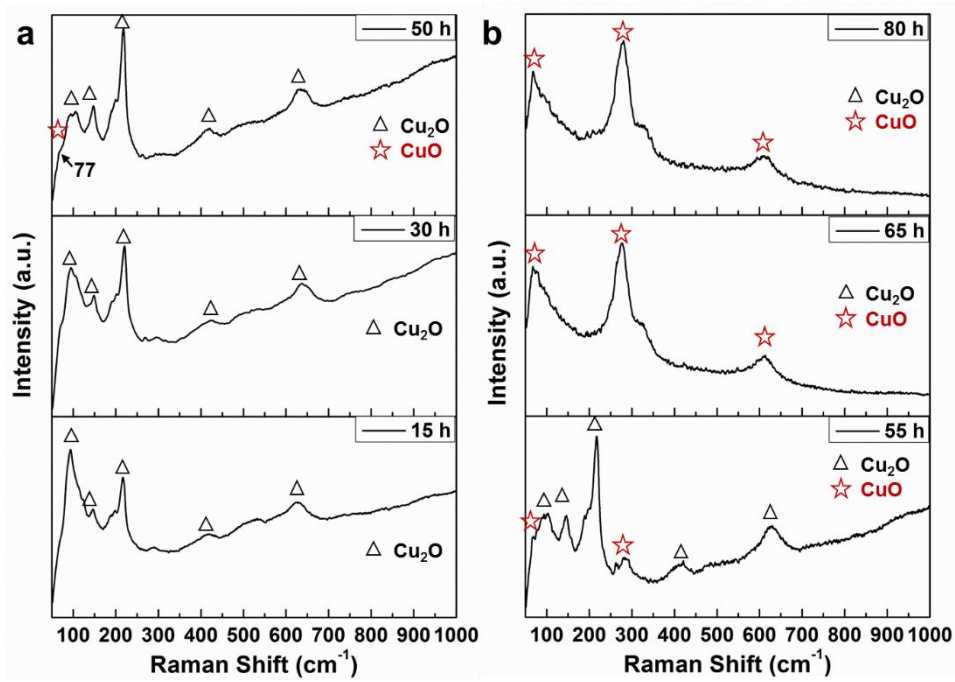 a
50 h
△ Cu₂O
☆ CuO
77
30 h
△ Cu₂O
15 h
△ Cu₂O
Intensity (a.u.)
100 200 300 400 500 600 700 800 900 1000
Raman Shift (cm⁻¹)
b
80 h
△ Cu₂O
☆ CuO
65 h
△ Cu₂O
☆ CuO
55 h
△ Cu₂O
☆ CuO
Intensity (a.u.)
100 200 300 400 500 600 700 800 900 1000
Raman Shift (cm⁻¹)